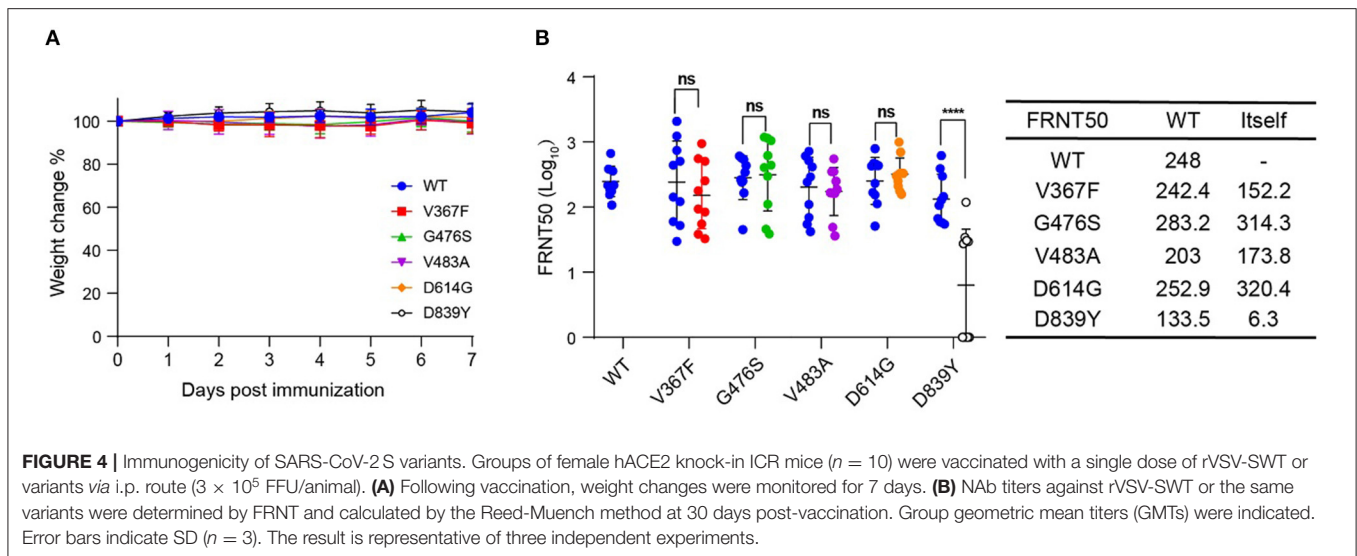 A
Weight change %
100
80
60
40
20
0
0 1 2 3 4 5 6 7
Days post immunization
WT
V367F
G476S
V483A
D614G
D839Y
B
FRNT50 (Log10)
4
3
2
1
0
ns ns ns ns ****
WT V367F G476S V483A D614G D839Y
FRNT50 WT Itself
WT 248 -
V367F 242.4 152.2
G476S 283.2 314.3
V483A 203 173.8
D614G 252.9 320.4
D839Y 133.5 6.3
FIGURE 4 | Immunogenicity of SARS-CoV-2 S variants. Groups of female hACE2 knock-in ICR mice (n = 10) were vaccinated with a single dose of rVSV-SWT or
variants via i.p. route (3 × 10⁵ FFU/animal). (A) Following vaccination, weight changes were monitored for 7 days. (B) NAb titers against rVSV-SWT or the same
variants were determined by FRNT and calculated by the Reed-Muench method at 30 days post-vaccination. Group geometric mean titers (GMTs) were indicated.
Error bars indicate SD (n = 3). The result is representative of three independent experiments.